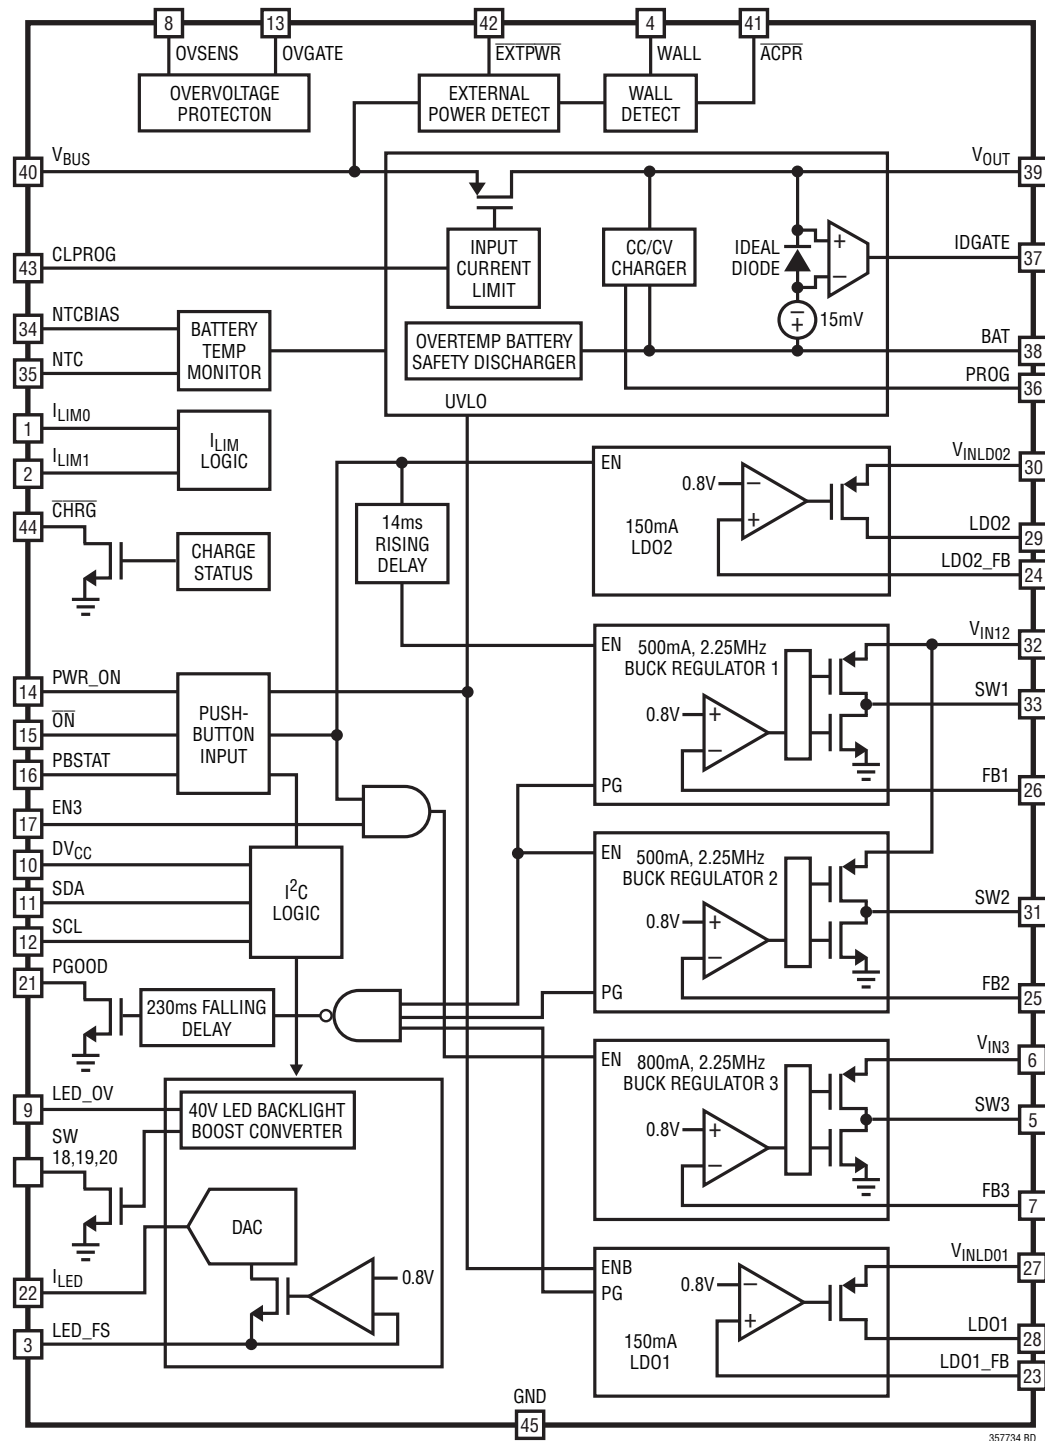 8
13
42
4
41
OVSENS
OVGATE
EXTPWR
WALL
ACPR
OVERVOLTAGE
PROTECTON
EXTERNAL
POWER DETECT
WALL
DETECT
40
VBUS
VOUT
39
43
CLPROG
INPUT
CURRENT
LIMIT
CC/CV
CHARGER
IDEAL
DIODE
+
−
IDGATE
37
−
+
15mV
34
NTCBIAS
35
NTC
BATTERY
TEMP
MONITOR
OVERTEMP BATTERY
SAFETY DISCHARGER
BAT
38
PROG
36
UVLO
1
ILIM0
2
ILIM1
ILIM
LOGIC
44
CHRG
CHARGE
STATUS
14ms
RISING
DELAY
EN
0.8V
−
+
150mA
LDO2
VINLDO2
30
LDO2
29
LDO2_FB
24
EN
500mA, 2.25MHz
BUCK REGULATOR 1
0.8V
+
−
PG
VIN12
32
SW1
33
FB1
26
14
PWR_ON
15
ON
16
PBSTAT
PUSH-
BUTTON
INPUT
17
EN3
10
DVCC
11
SDA
12
SCL
I2C
LOGIC
EN
500mA, 2.25MHz
BUCK REGULATOR 2
0.8V
+
−
PG
SW2
31
FB2
25
21
PGOOD
230ms FALLING
DELAY
EN
800mA, 2.25MHz
BUCK REGULATOR 3
0.8V
+
−
VIN3
6
SW3
5
FB3
7
9
LED_OV
40V LED BACKLIGHT
BOOST CONVERTER
SW
18,19,20
DAC
22
ILED
0.8V
3
LED_FS
ENB
PG
0.8V
−
+
150mA
LDO1
VINLDO1
27
LDO1
28
LDO1_FB
23
GND
45
357734 BD